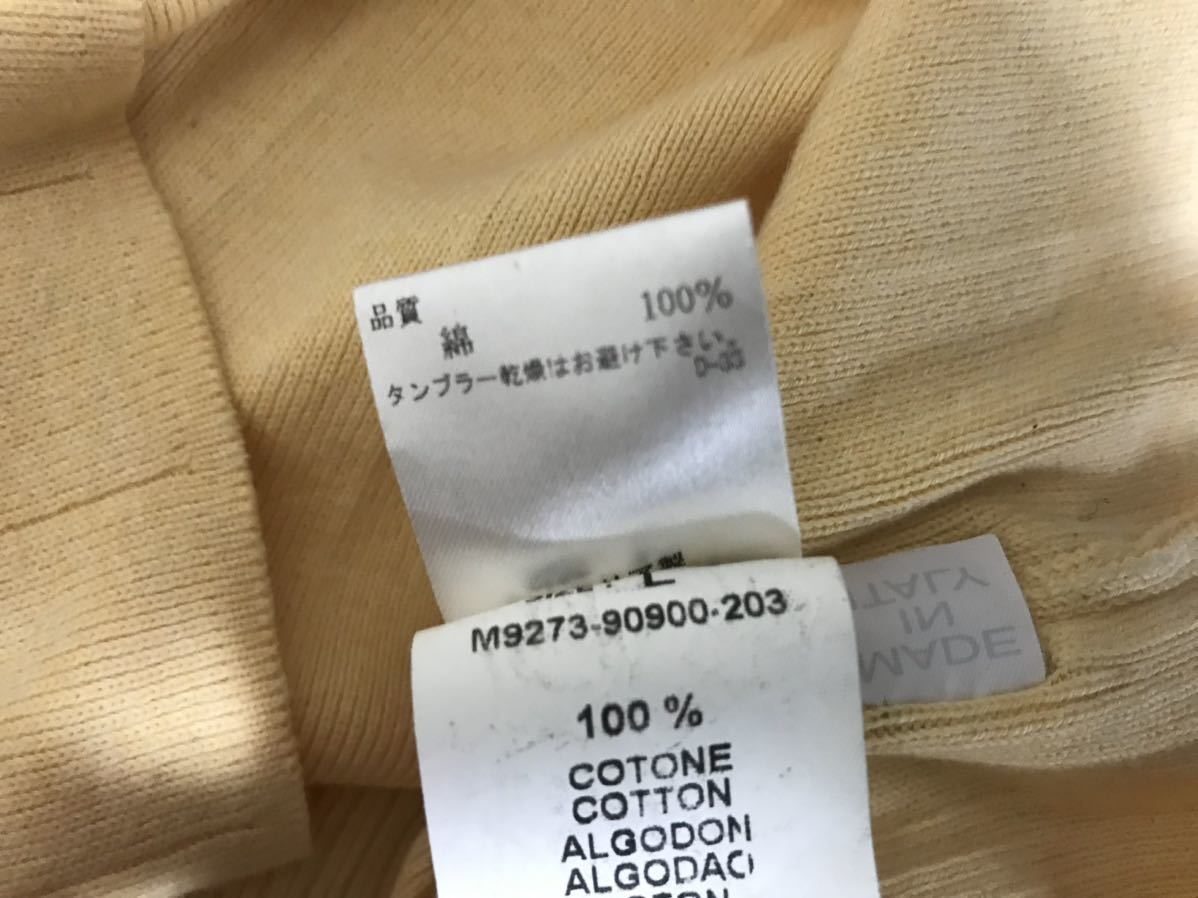 品質
綿 100%
タンブラー乾燥はお避け下さい。
D-33
M9273-90900-203
100 %
COTONE
COTTON
ALGODON
ALGODAO
MADE
IN
ITALY